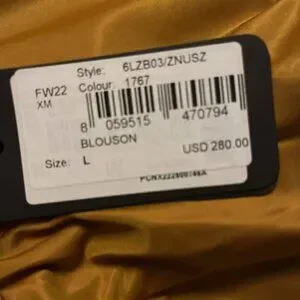 Style: 6LZB03/ZNUSZ
FW22 Colour: 1767
XM
8 059515 470794
BLOUSON
USD 280.00
Size: L